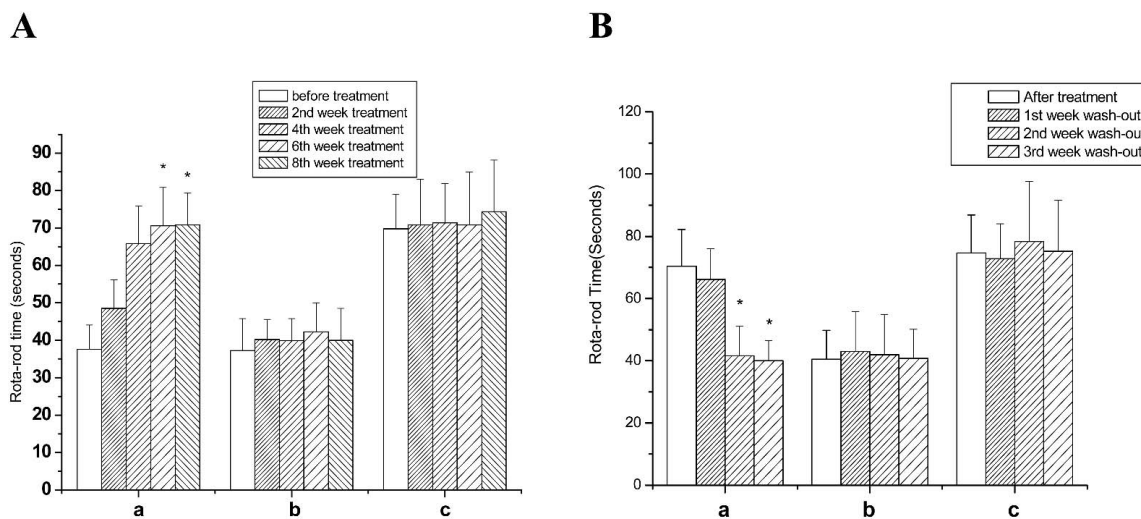 A
before treatment
2nd week treatment
4th week treatment
6th week treatment
8th week treatment
Rota-rod time (seconds)
90
80
70
60
50
40
30
20
10
0
* *
a b c
B
After treatment
1st week wash-out
2nd week wash-out
3rd week wash-out
Rota-rod Time(Seconds)
120
100
80
60
40
20
0
* *
a b c